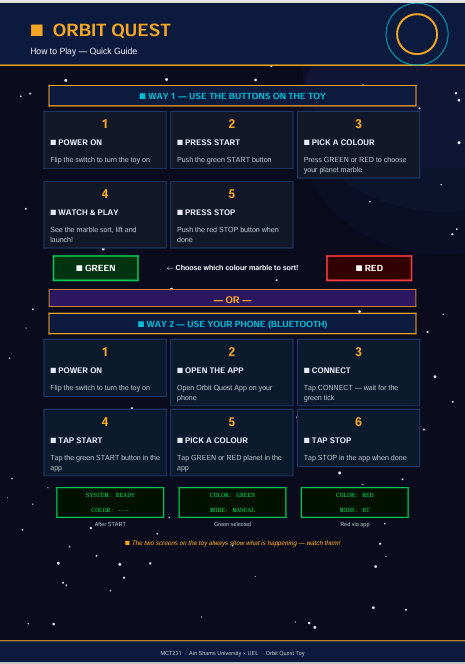 ■ ORBIT QUEST
How to Play — Quick Guide
■ WAY 1 — USE THE BUTTONS ON THE TOY
1
■ POWER ON
Flip the switch to turn the toy on
2
■ PRESS START
Push the green START button
3
■ PICK A COLOUR
Press GREEN or RED to choose
your planet marble
4
■ WATCH & PLAY
See the marble sort, lift and
launch!
5
■ PRESS STOP
Push the red STOP button when
done
■ GREEN
← Choose which colour marble to sort!
■ RED
— OR —
■ WAY 2 — USE YOUR PHONE (BLUETOOTH)
1
■ POWER ON
Flip the switch to turn the toy on
2
■ OPEN THE APP
Open Orbit Quest App on your
phone
3
■ CONNECT
Tap CONNECT — wait for the
green tick
4
■ TAP START
Tap the green START button in the
app
5
■ PICK A COLOUR
Tap GREEN or RED planet in the
app
6
■ TAP STOP
Tap STOP in the app when done
SYSTEM: READY
COLOR: ---
After START
COLOR: GREEN
MODE: MANUAL
Green selected
COLOR: RED
MODE: BT
Red via app
■ The two screens on the toy always show what is happening — watch them!
MCT231 · Ain Shams University x UEL · Orbit Quest Toy